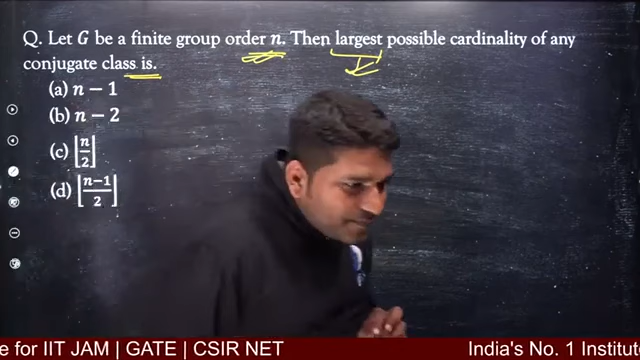 Q. Let G be a finite group order n. Then largest possible cardinality of any
conjugate class is.
(a) n − 1
(b) n − 2
(c) ⌊n/2⌋
(d) ⌊(n−1)/2⌋
e for IIT JAM | GATE | CSIR NET
India's No. 1 Institut